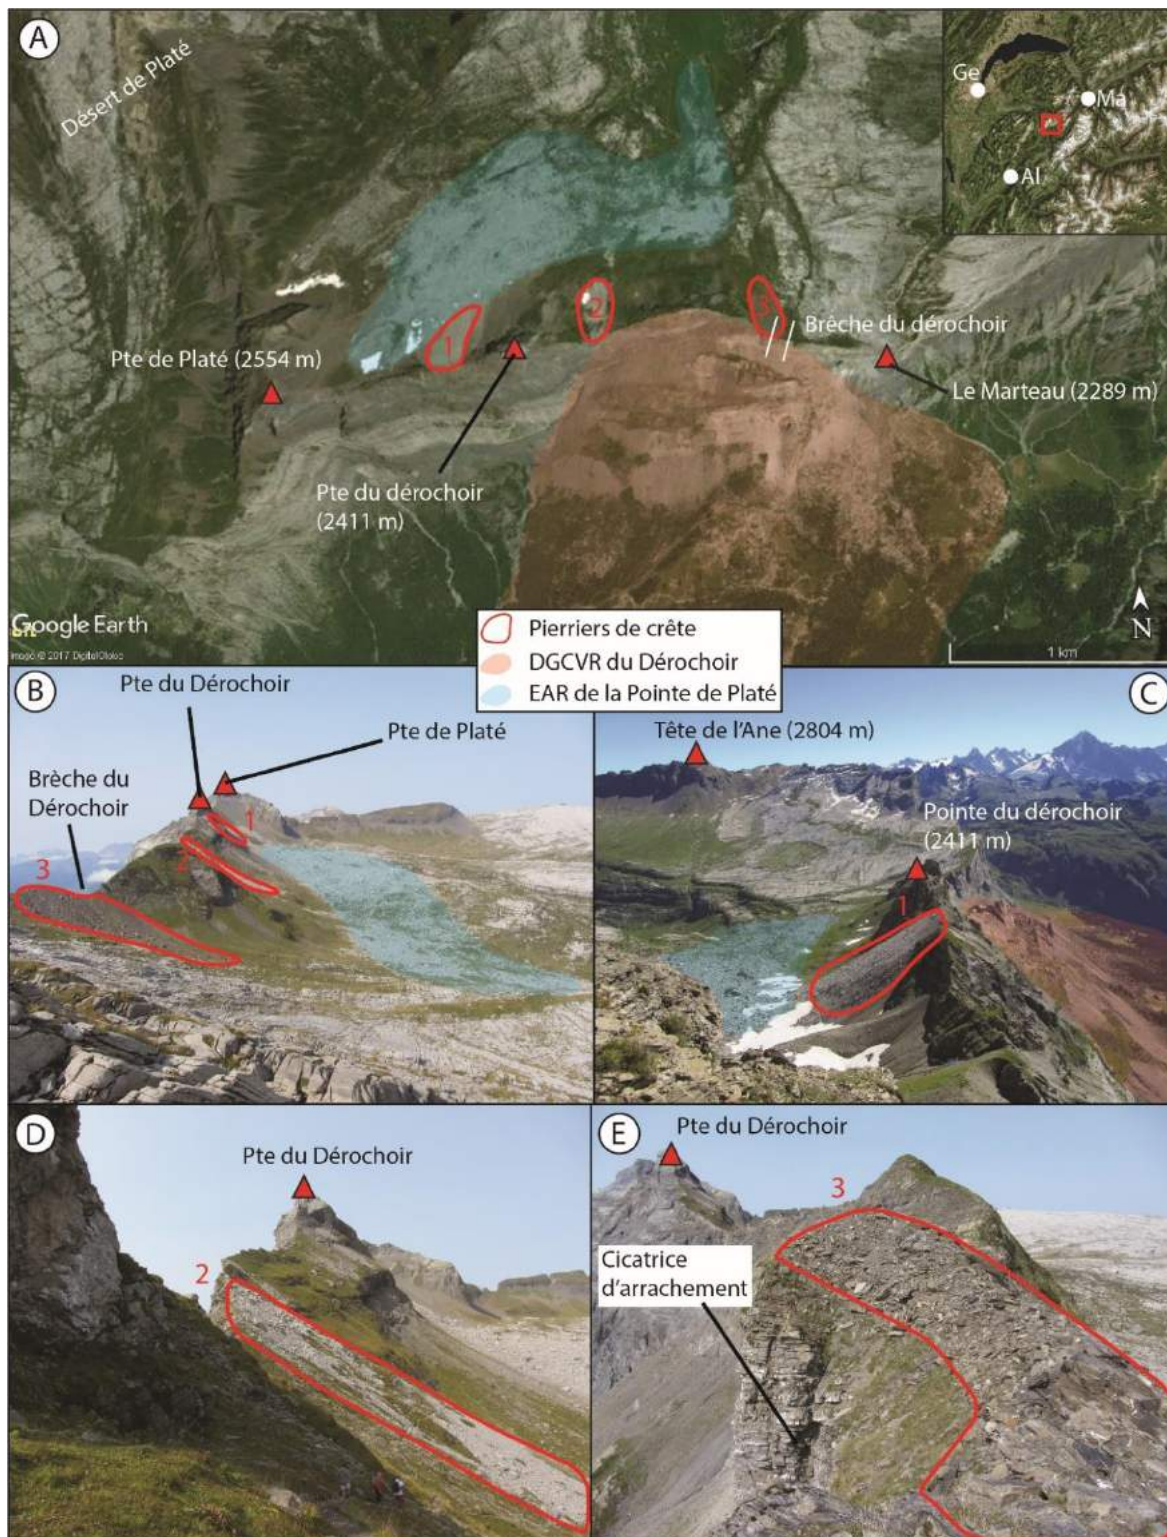 A
Désert de Platé
Ge
Ma
Al
1
2
3
Brêche du dérochoir
Pte de Platé (2554 m)
Le Marteau (2289 m)
Pte du dérochoir
(2411 m)
Google Earth
© 2017 DigitalGlobe
N
1 km
Pierriers de crête
DGCVR du Dérochoir
EAR de la Pointe de Platé
B
Pte du Dérochoir
Pte de Platé
Brèche du
Dérochoir
1
2
3
C
Tête de l'Ane (2804 m)
Pointe du dérochoir
(2411 m)
1
D
Pte du Dérochoir
2
E
Pte du Dérochoir
3
Cicatrice
d'arrachement